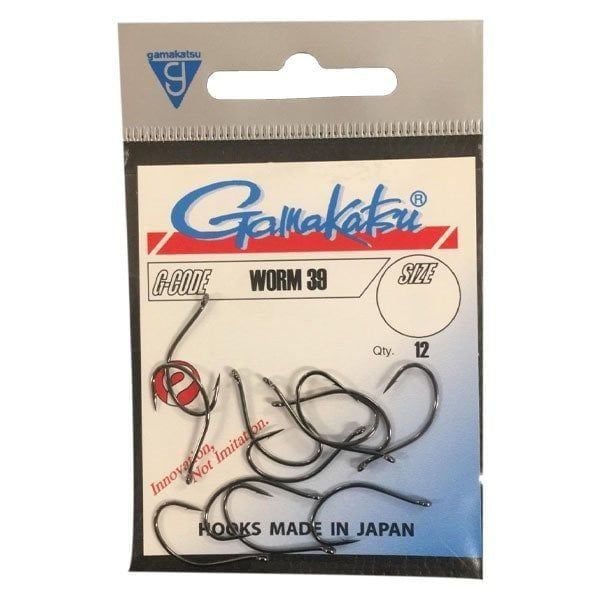 gamakatsu
g
Gamakatsu®
G-CODE WORM 39 SIZE
Qty. 12
Innovation,
Not Imitation.
HOOKS MADE IN JAPAN